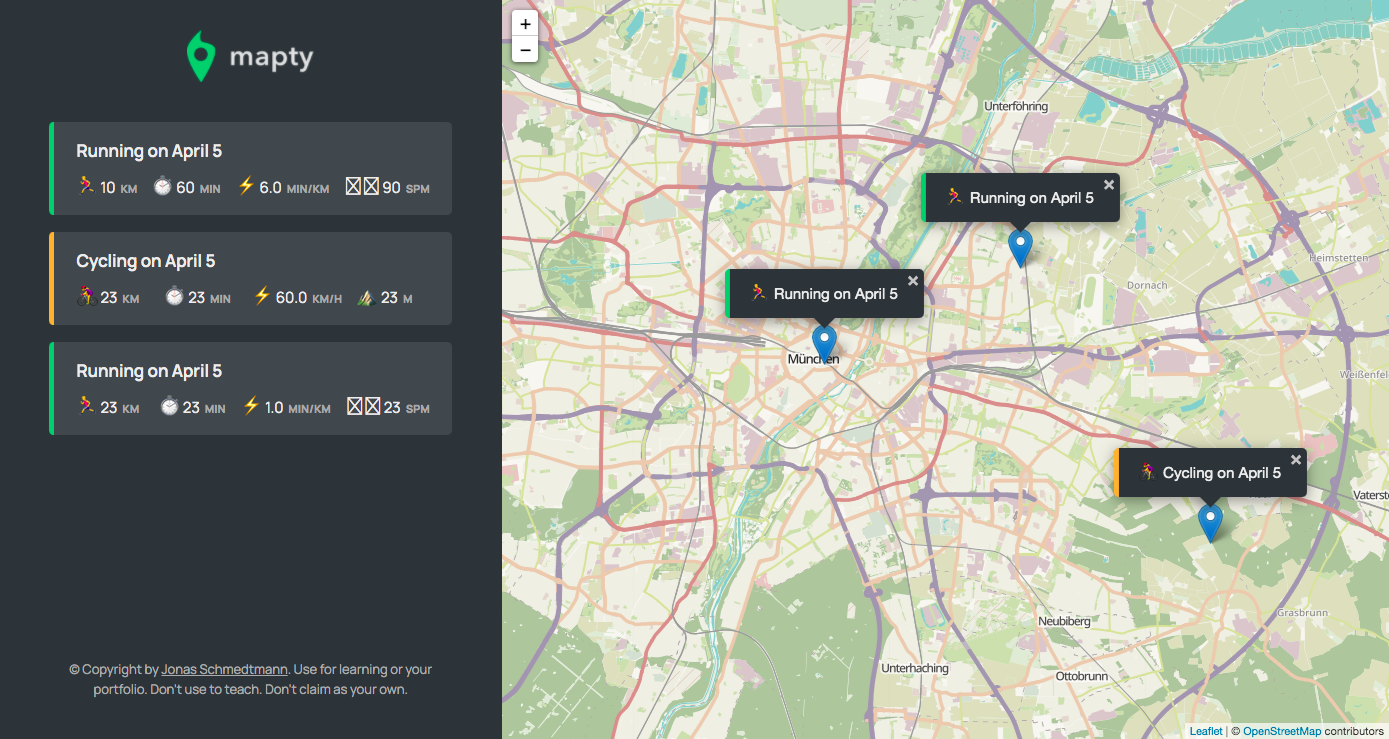 mapty
Running on April 5
10 KM 60 MIN 6.0 MIN/KM 90 SPM
Cycling on April 5
23 KM 23 MIN 60.0 KM/H 23 M
Running on April 5
23 KM 23 MIN 1.0 MIN/KM 23 SPM
© Copyright by Jonas Schmedtmann. Use for learning or your
portfolio. Don't use to teach. Don't claim as your own.
+
−
Unterföhring
Running on April 5 ×
Heimstetten
Dornach
Running on April 5 ×
München
Weißenfel
Cycling on April 5 ×
Vaterst
Grasbrunn
Neubiberg
Unterhaching
Ottobrunn
Leaflet | © OpenStreetMap contributors